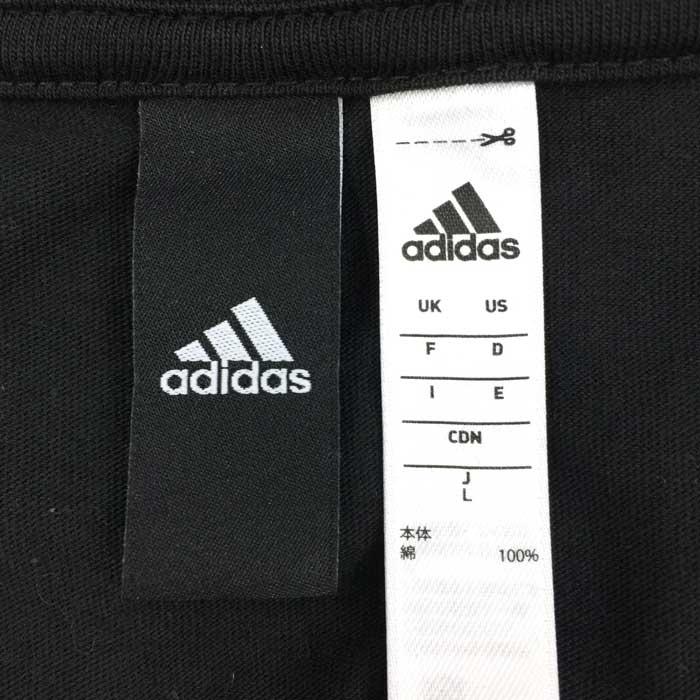 adidas
adidas
UK US
F D
I E
CDN
J
L
本体
綿 100%